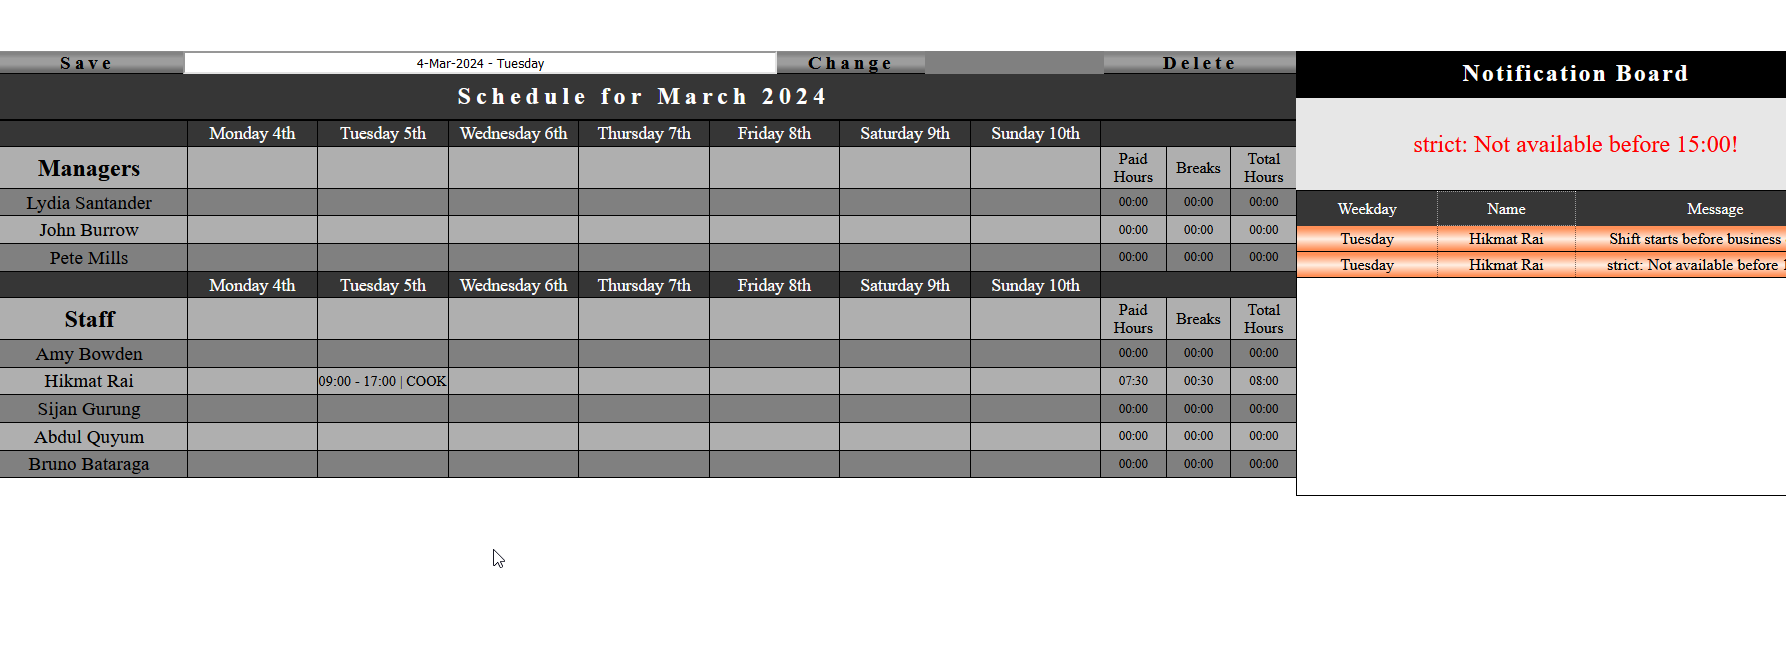 Save 4-Mar-2024 - Tuesday Change Delete
Schedule for March 2024
Monday 4th Tuesday 5th Wednesday 6th Thursday 7th Friday 8th Saturday 9th Sunday 10th
Managers Paid Hours Breaks Total Hours
Lydia Santander 00:00 00:00 00:00
John Burrow 00:00 00:00 00:00
Pete Mills 00:00 00:00 00:00
Monday 4th Tuesday 5th Wednesday 6th Thursday 7th Friday 8th Saturday 9th Sunday 10th
Staff Paid Hours Breaks Total Hours
Amy Bowden 00:00 00:00 00:00
Hikmat Rai 09:00 - 17:00 | COOK 07:30 00:30 08:00
Sijan Gurung 00:00 00:00 00:00
Abdul Quyum 00:00 00:00 00:00
Bruno Bataraga 00:00 00:00 00:00
Notification Board
strict: Not available before 15:00!
Weekday Name Message
Tuesday Hikmat Rai Shift starts before business
Tuesday Hikmat Rai strict: Not available before